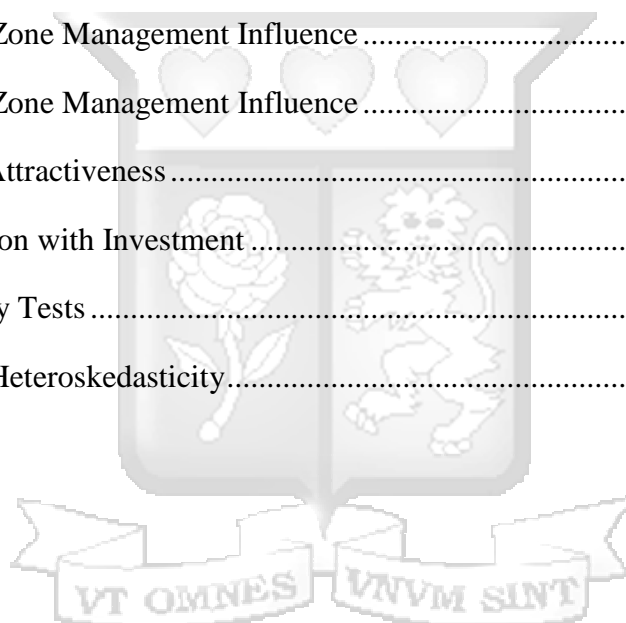 Zone Management Influence................................
Zone Management Influence................................
Attractiveness........................................................
on with Investment..............................................
y Tests..................................................................
Heteroskedasticity.................................................
VT OMNES VNVM SINT